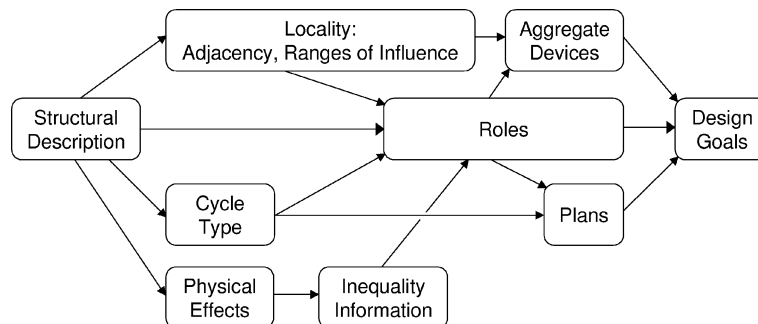 Locality:
Adjacency, Ranges of Influence
Aggregate
Devices
Structural
Description
Roles
Design
Goals
Cycle
Type
Plans
Physical
Effects
Inequality
Information